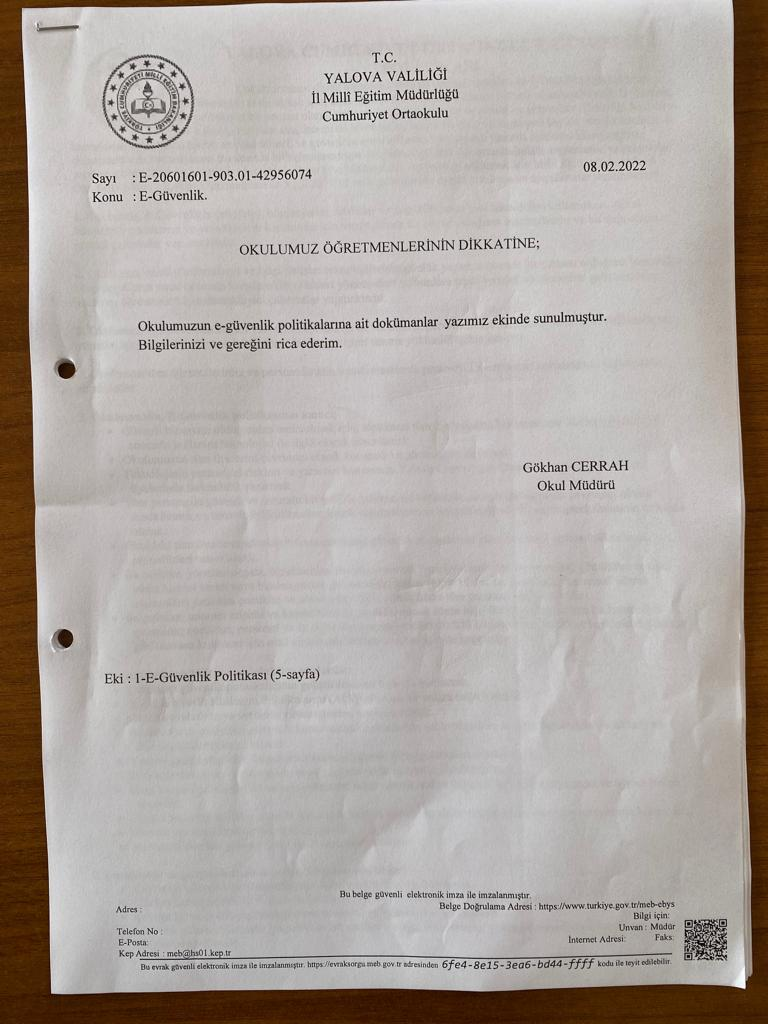 T.C.
YALOVA VALİLİĞİ
İl Millî Eğitim Müdürlüğü
Cumhuriyet Ortaokulu
Sayı : E-20601601-903.01-42956074
08.02.2022
Konu : E-Güvenlik.
OKULUMUZ ÖĞRETMENLERİNİN DİKKATİNE;
Okulumuzun e-güvenlik politikalarına ait dokümanlar yazımız ekinde sunulmuştur.
Bilgilerinizi ve gereğini rica ederim.
Gökhan CERRAH
Okul Müdürü
Eki : 1-E-Güvenlik Politikası (5-sayfa)
Bu belge güvenli elektronik imza ile imzalanmıştır.
Adres :
Belge Doğrulama Adresi : https://www.turkiye.gov.tr/meb-ebys
Bilgi için:
Telefon No :
Unvan : Müdür
E-Posta:
İnternet Adresi: Faks:
Kep Adresi : meb@hs01.kep.tr
Bu evrak güvenli elektronik imza ile imzalanmıştır. https://evraksorgu.meb.gov.tr adresinden 6fe4-8e15-3ea6-bd44-ffff kodu ile teyit edilebilir.